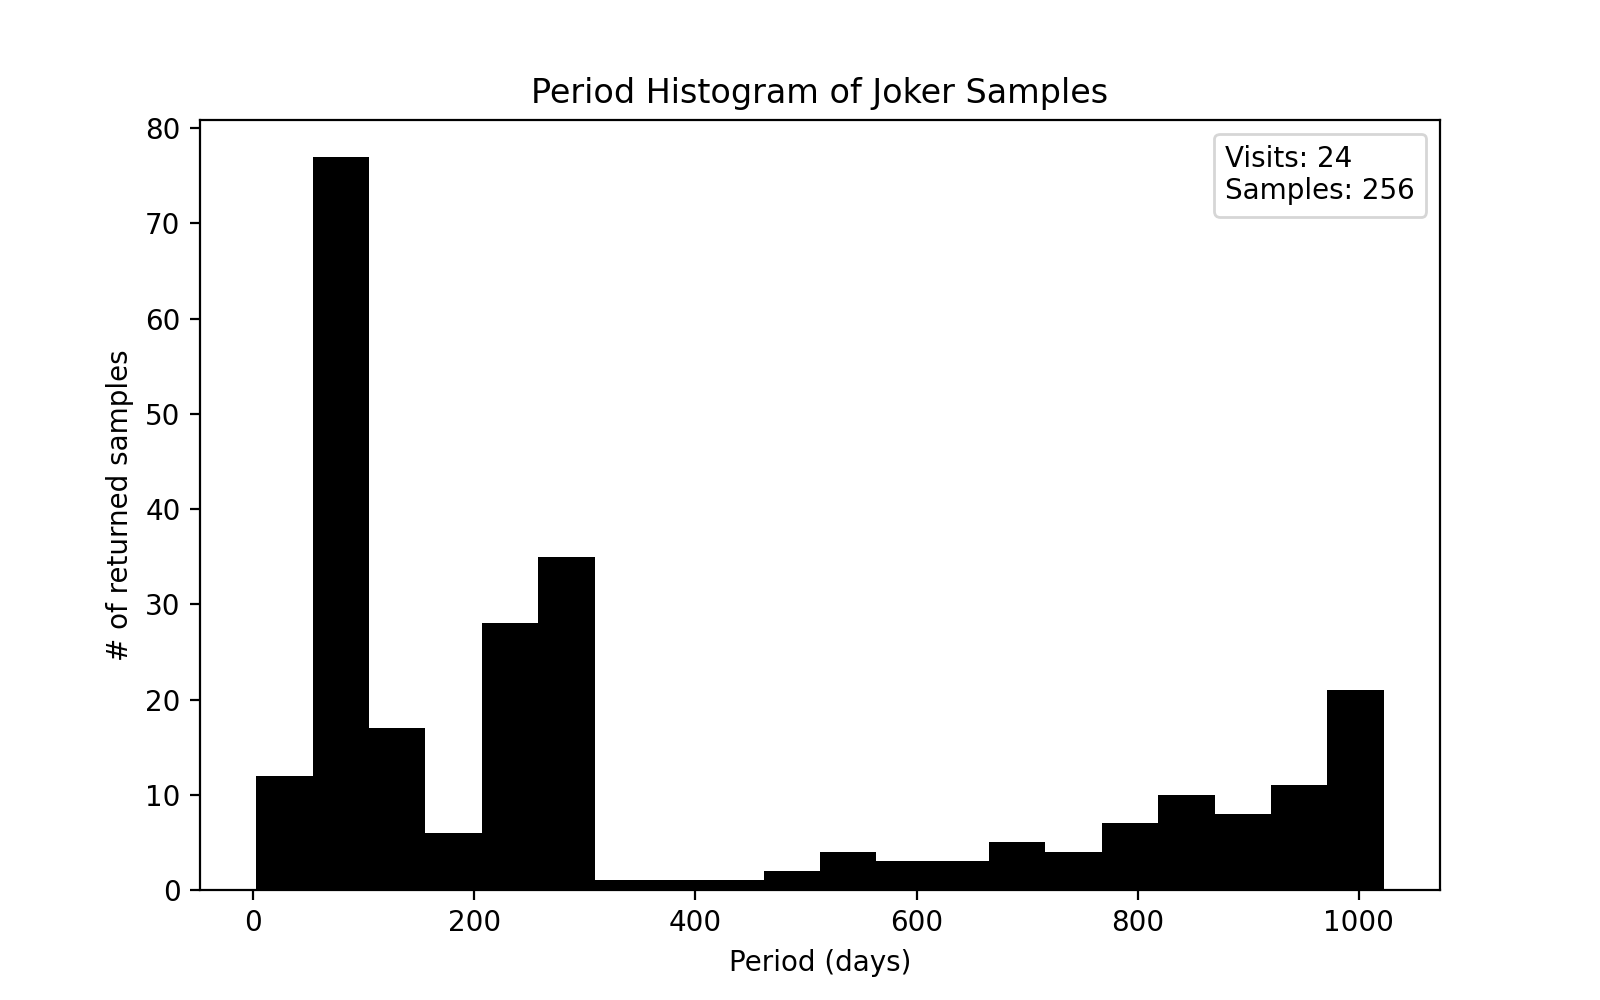 Period Histogram of Joker Samples
Visits: 24
Samples: 256
# of returned samples
80
70
60
50
40
30
20
10
0
0 200 400 600 800 1000
Period (days)